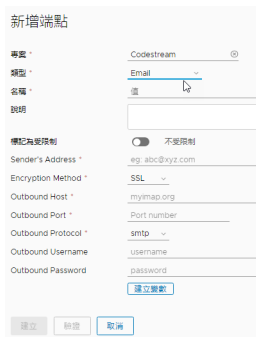 新增端點
專案 * Codestream
類型 * Email
名稱 * 值
說明
標記為受限制 不受限制
Sender's Address * eg: abc@xyz.com
Encryption Method * SSL
Outbound Host * myimap.org
Outbound Port * Port number
Outbound Protocol * smtp
Outbound Username username
Outbound Password password
建立變數
建立 驗證 取消